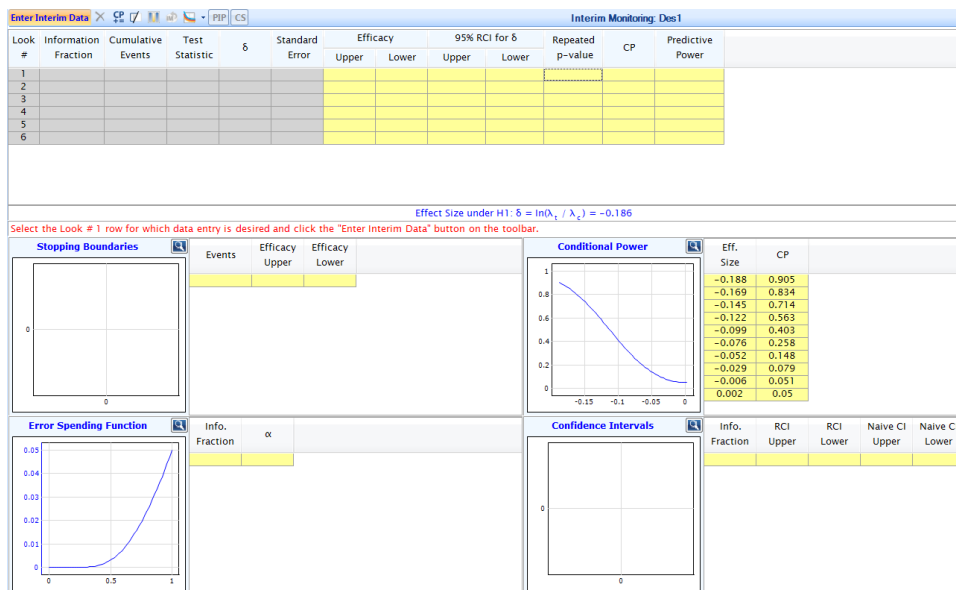 Enter Interim Data CP PIP CS Interim Monitoring: Des1
Look # Information Fraction Cumulative Events Test Statistic δ Standard Error Efficacy Upper Lower 95% RCI for δ Upper Lower Repeated p-value CP Predictive Power
1
2
3
4
5
6
Effect Size under H1: δ = ln(λt / λc) = -0.186
Select the Look # 1 row for which data entry is desired and click the "Enter Interim Data" button on the toolbar.
Stopping Boundaries
0
0
Events Efficacy Upper Efficacy Lower
Conditional Power
1
0.8
0.6
0.4
0.2
0
-0.15 -0.1 -0.05 0
Eff. Size CP
-0.188 0.905
-0.169 0.834
-0.145 0.714
-0.122 0.563
-0.099 0.403
-0.076 0.258
-0.052 0.148
-0.029 0.079
-0.006 0.051
0.002 0.05
Error Spending Function
0.05
0.04
0.03
0.02
0.01
0
0 0.5 1
Info. Fraction α
Confidence Intervals
0
0
Info. Fraction RCI Upper RCI Lower Naive CI Upper Naive C Lower